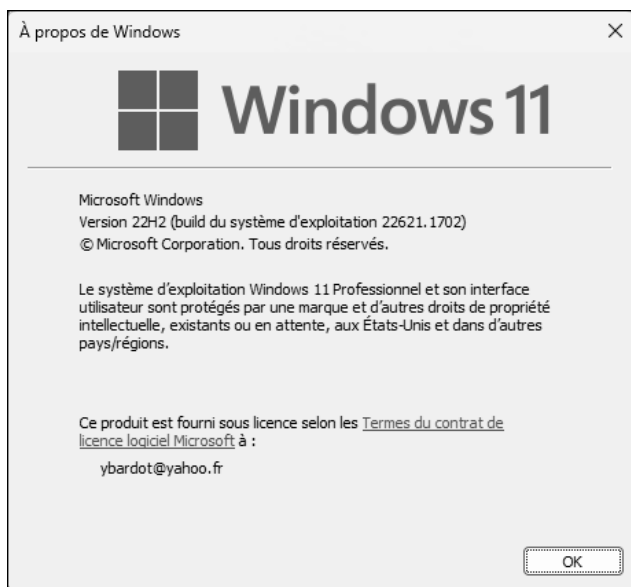 À propos de Windows
Windows 11
Microsoft Windows
Version 22H2 (build du système d'exploitation 22621.1702)
© Microsoft Corporation. Tous droits réservés.
Le système d’exploitation Windows 11 Professionnel et son interface
utilisateur sont protégés par une marque et d’autres droits de propriété
intellectuelle, existants ou en attente, aux États-Unis et dans d’autres
pays/régions.
Ce produit est fourni sous licence selon les Termes du contrat de
licence logiciel Microsoft à :
ybardot@yahoo.fr
OK